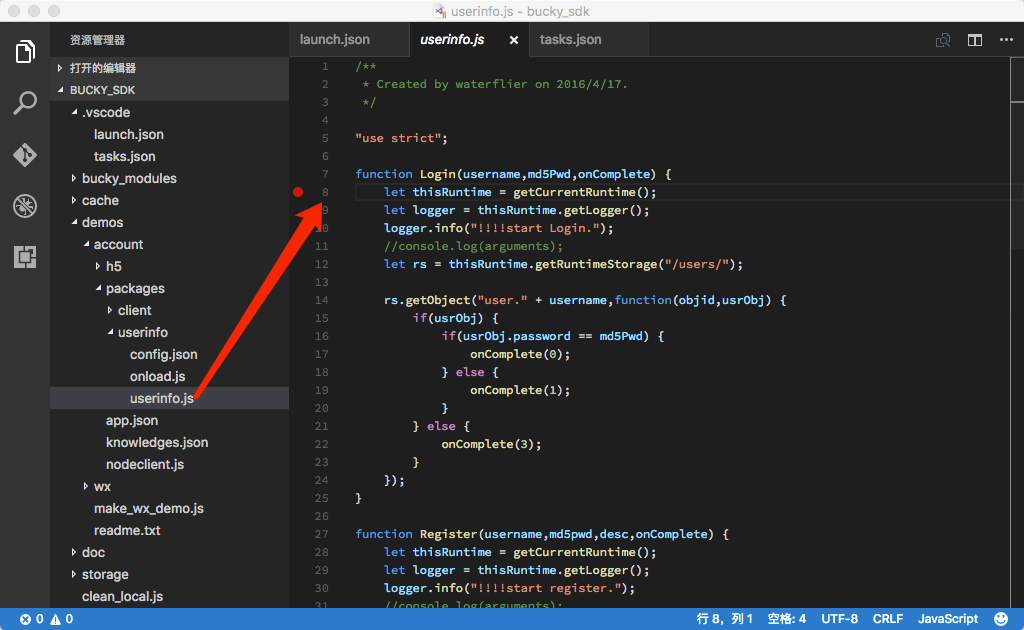 userinfo.js - bucky_sdk
资源管理器
打开的编辑器
BUCKY_SDK
.vscode
launch.json
tasks.json
bucky_modules
cache
demos
account
h5
packages
client
userinfo
config.json
onload.js
userinfo.js
app.json
knowledges.json
nodeclient.js
wx
make_wx_demo.js
readme.txt
doc
storage
clean_local.js
launch.json userinfo.js × tasks.json
1 /**
2 * Created by waterflier on 2016/4/17.
3 */
4
5 "use strict";
6
7 function Login(username,md5Pwd,onComplete) {
8 let thisRuntime = getCurrentRuntime();
9 let logger = thisRuntime.getLogger();
10 logger.info("!!!!start Login.");
11 //console.log(arguments);
12 let rs = thisRuntime.getRuntimeStorage("/users/");
13
14 rs.getObject("user." + username,function(objid,usrObj) {
15 if(usrObj) {
16 if(usrObj.password == md5Pwd) {
17 onComplete(0);
18 } else {
19 onComplete(1);
20 }
21 } else {
22 onComplete(3);
23 }
24 });
25 }
26
27 function Register(username,md5pwd,desc,onComplete) {
28 let thisRuntime = getCurrentRuntime();
29 let logger = thisRuntime.getLogger();
30 logger.info("!!!!start register.");
31 //console.log(arguments);
0 0 行 8，列 1 空格: 4 UTF-8 CRLF JavaScript